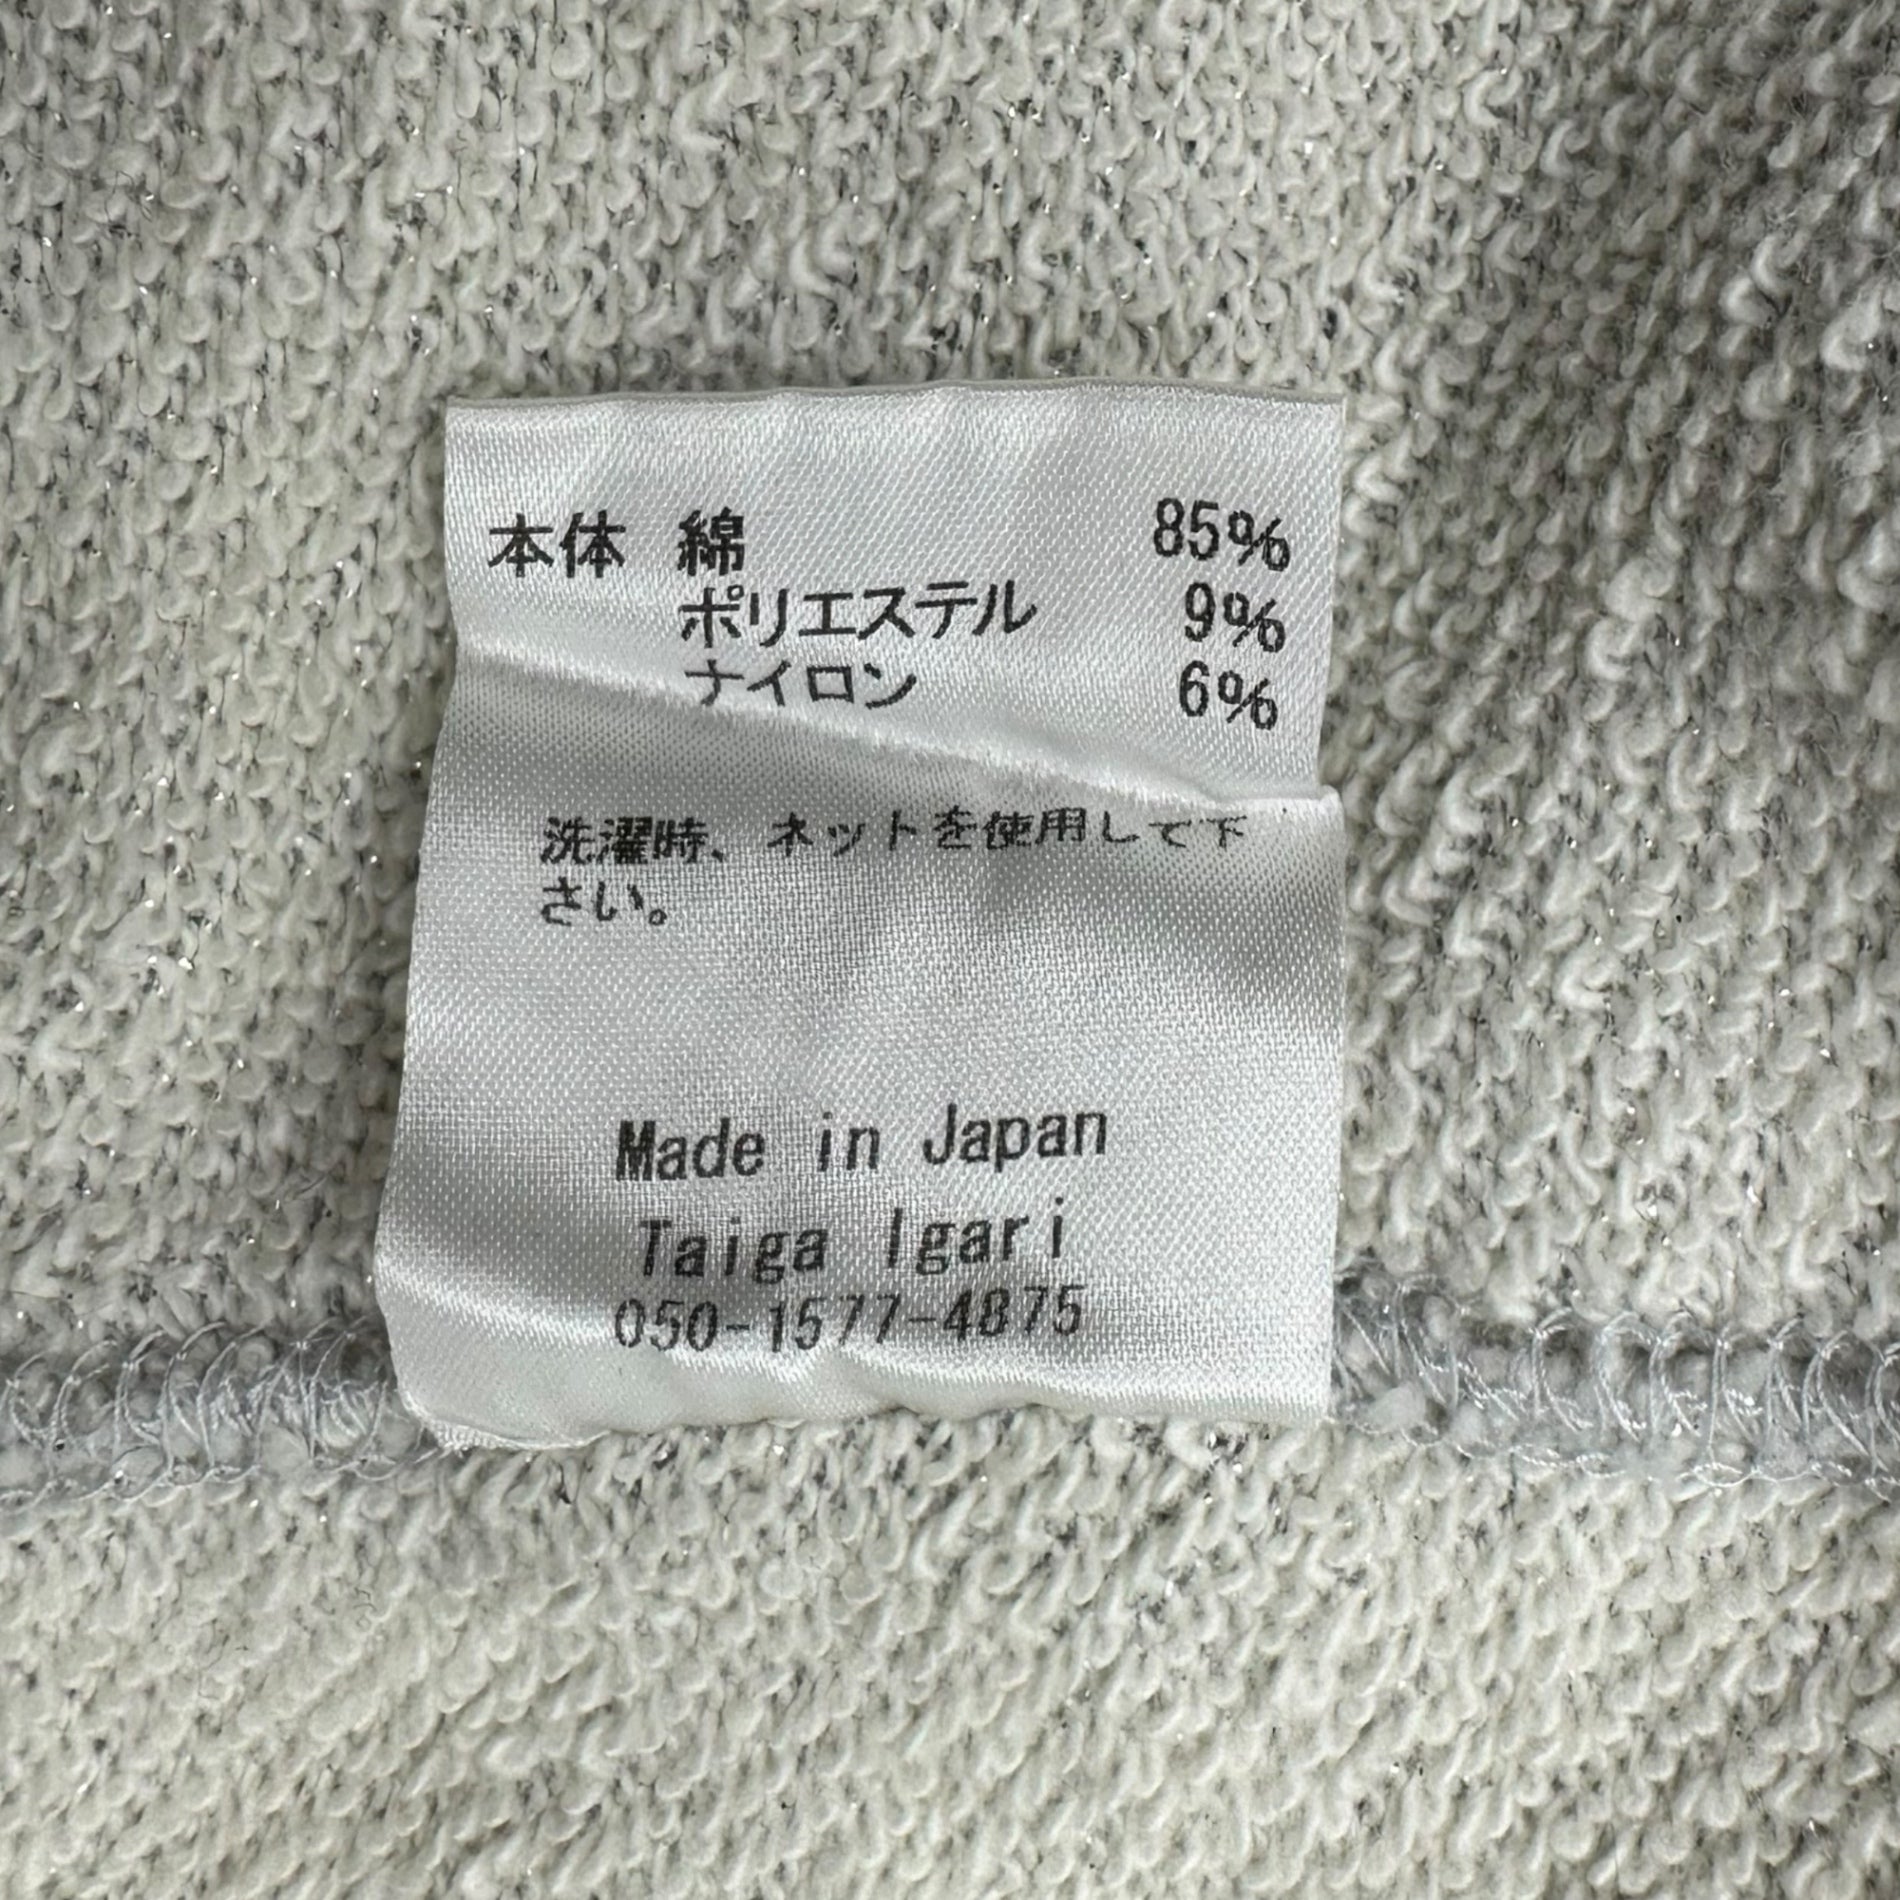 本体 綿 85%
ポリエステル 9%
ナイロン 6%
洗濯時、ネットを使用して下
さい。
Made in Japan
Taiga Igari
050-1577-4875